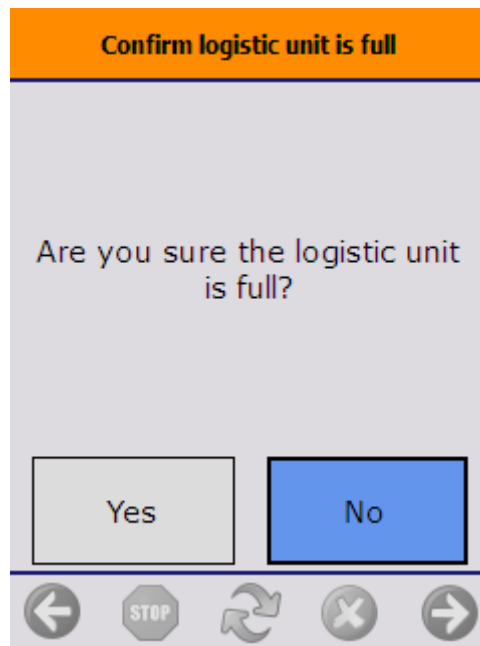 Confirm logistic unit is full
Are you sure the logistic unit
is full?
Yes
No
STOP